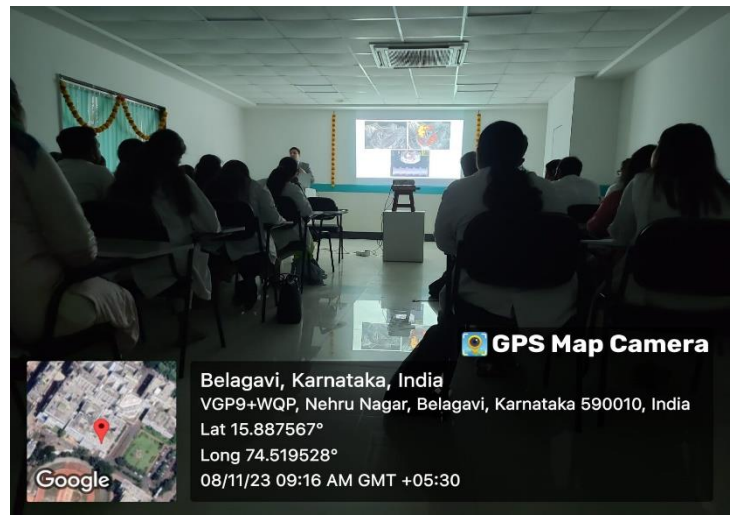 GPS Map Camera
Belagavi, Karnataka, India
VGP9+WQP, Nehru Nagar, Belagavi, Karnataka 590010, India
Lat 15.887567°
Long 74.519528°
08/11/23 09:16 AM GMT +05:30
Google